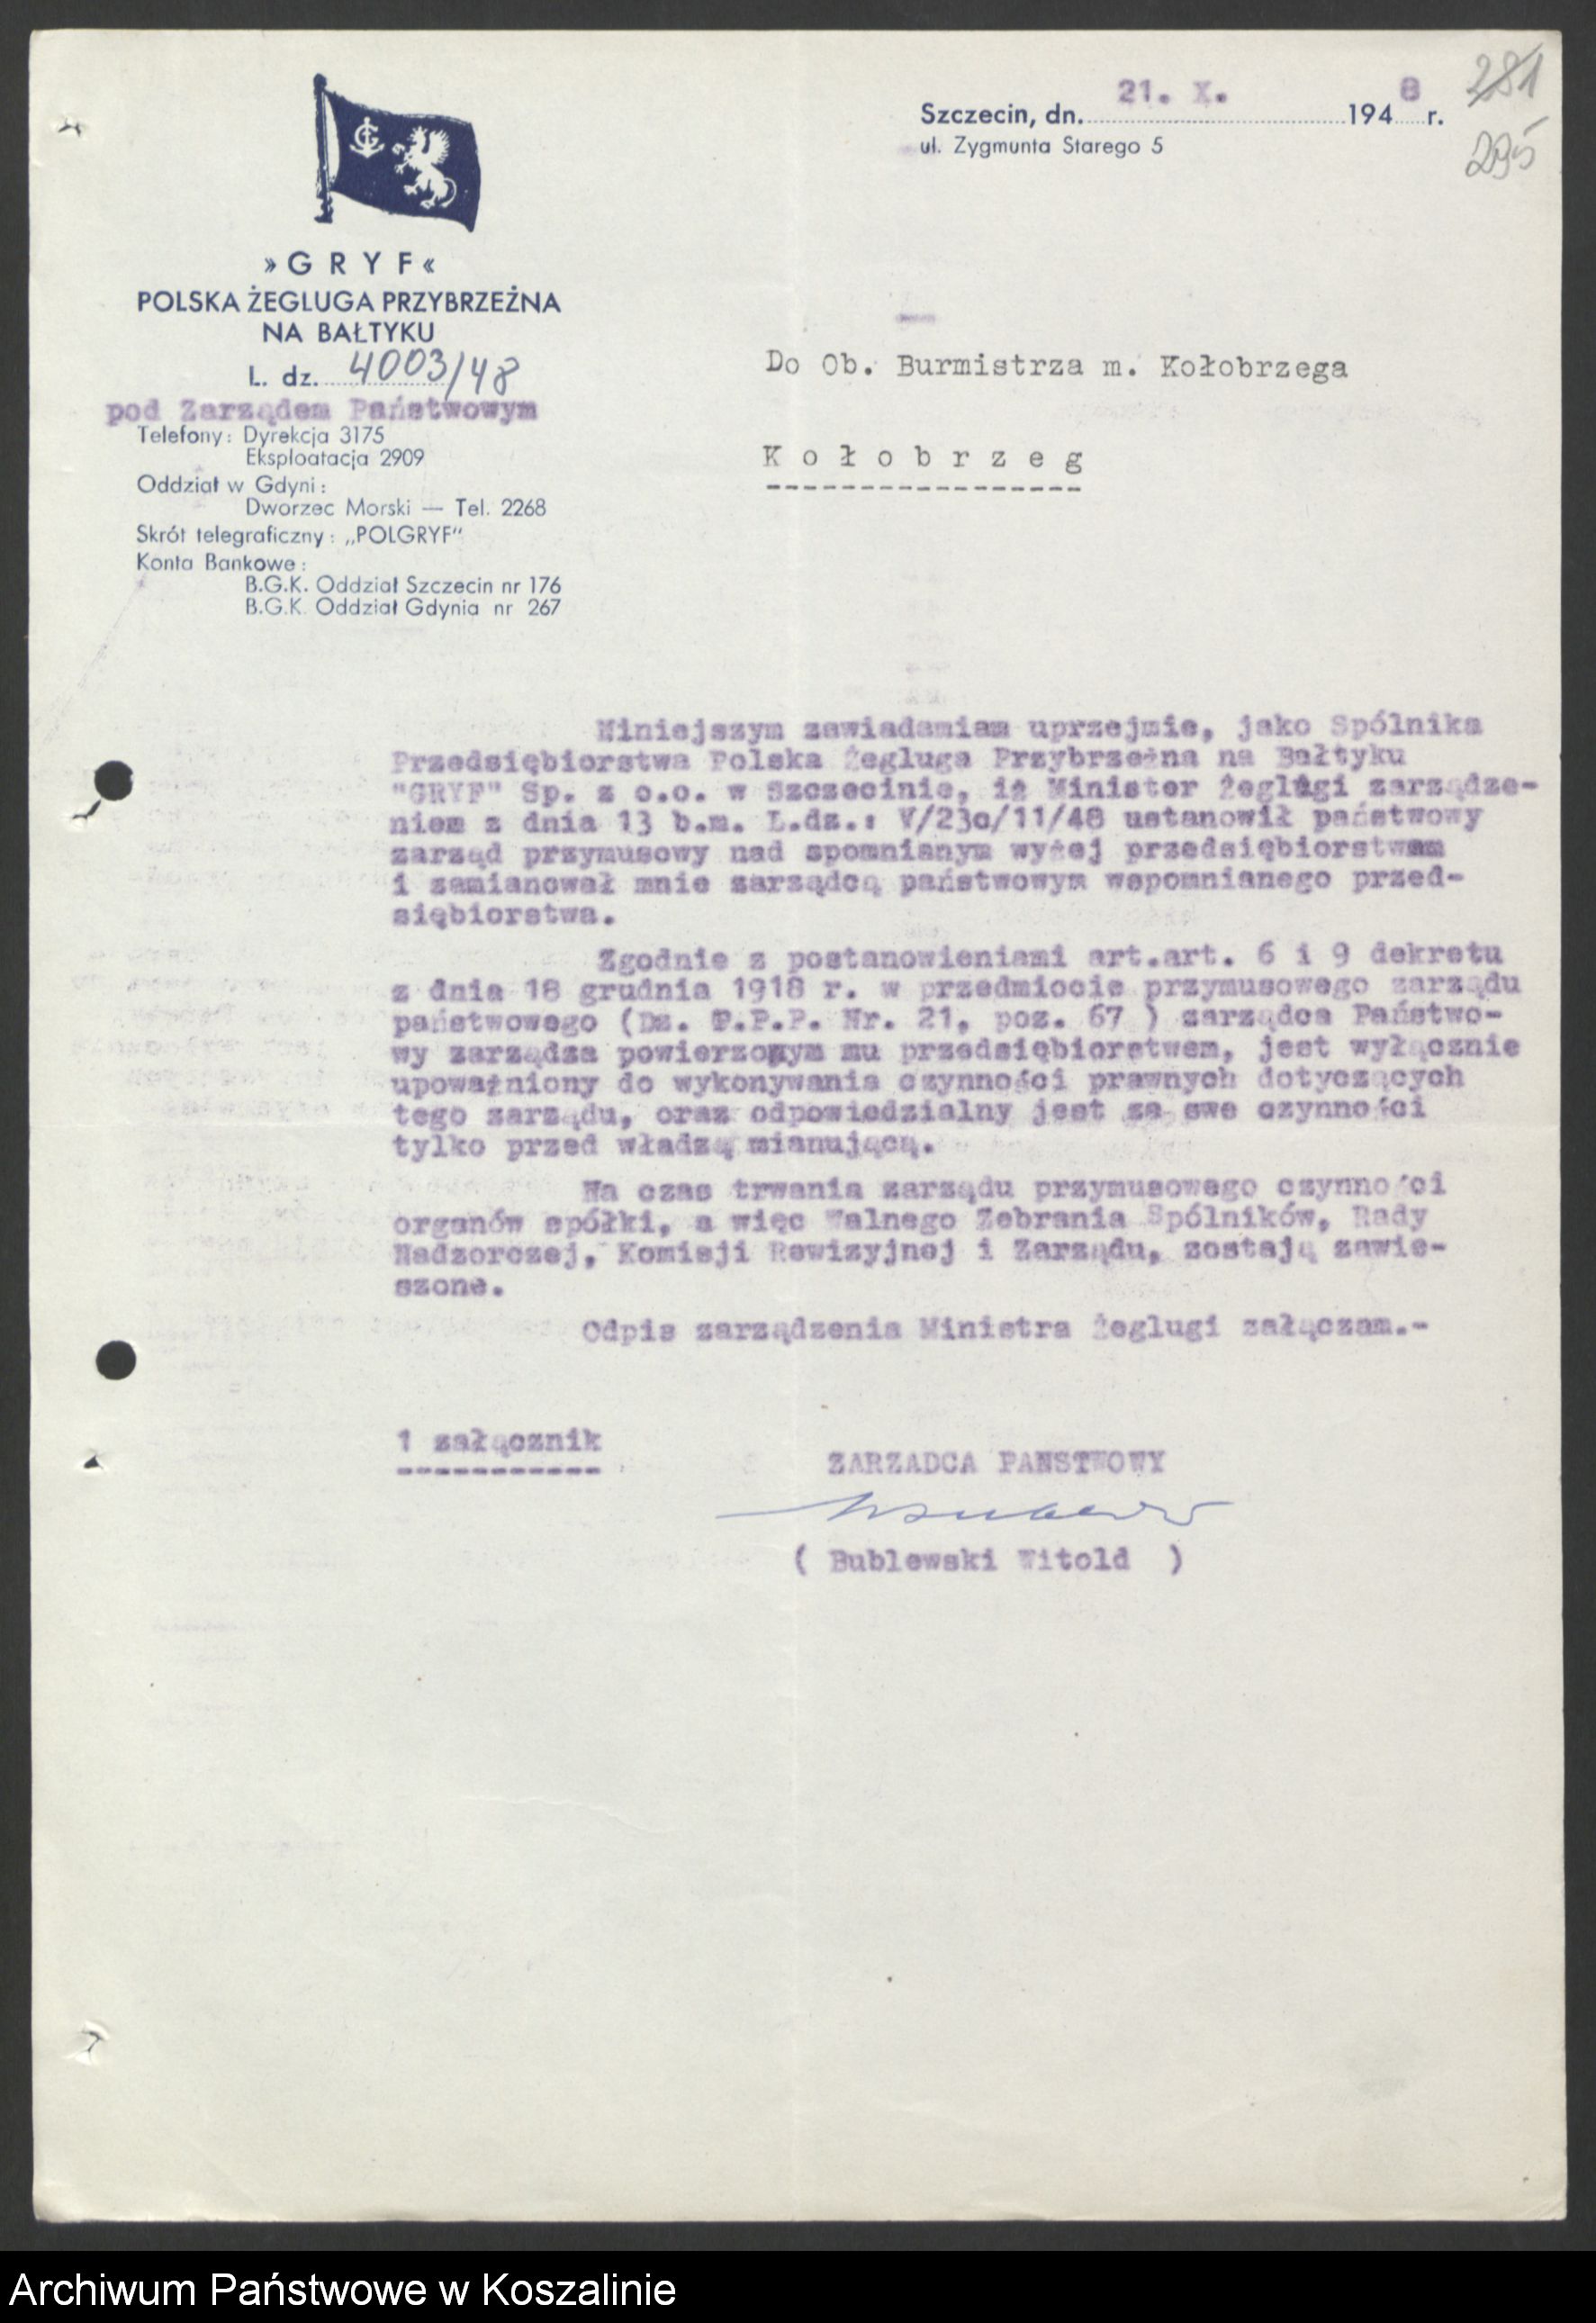 Szczecin, dn. 21. X. 1948 r.
ul. Zygmunta Starego 5
281
295
»GRYF«
POLSKA ŻEGLUGA PRZYBRZEŻNA
NA BAŁTYKU
L. dz. 4003/48
pod Zarządem Państwowym
Telefony: Dyrekcja 3175
Eksploatacja 2909
Oddział w Gdyni:
Dworzec Morski — Tel. 2268
Skrót telegraficzny: „POLGRYF"
Konta Bankowe:
B.G.K. Oddział Szczecin nr 176
B.G.K. Oddział Gdynia nr 267
Do Ob. Burmistrza m. Kołobrzega
Kołobrzeg
Niniejszym zawiadamiam uprzejmie, jako Spólnika
Przedsiębiorstwa Polska Żegluga Przybrzeżna na Bałtyku
"GRYF" Sp. z o.o. w Szczecinie, iż Minister Żeglugi zarządze-
niem z dnia 13 b.m. L.dz.: V/23c/11/48 ustanowił państwowy
zarząd przymusowy nad spomnianym wyżej przedsiębiorstwem
i zamianował mnie zarządcą państwowym wspomnianego przed-
siębiorstwa.
Zgodnie z postanowieniami art.art. 6 i 9 dekretu
z dnia 18 grudnia 1918 r. w przedmiocie przymusowego zarządu
państwowego (Dz. P.P.P. Nr. 21, poz. 67 ) zarządca Państwo-
wy zarządza powierzonym mu przedsiębiorstwem, jest wyłącznie
upoważniony do wykonywania czynności prawnych dotyczących
tego zarządu, oraz odpowiedzialny jest za swe czynności
tylko przed władzą mianującą.
Na czas trwania zarządu przymusowego czynności
organów spółki, a więc Walnego Zebrania Spólników, Rady
Nadzorczej, Komisji Rewizyjnej i Zarządu, zostają zawie-
szone.
Odpis zarządzenia Ministra Żeglugi załączam.-
1 załącznik
ZARZADCA PANSTWOWY
( Bublewski Witold )
Archiwum Państwowe w Koszalinie